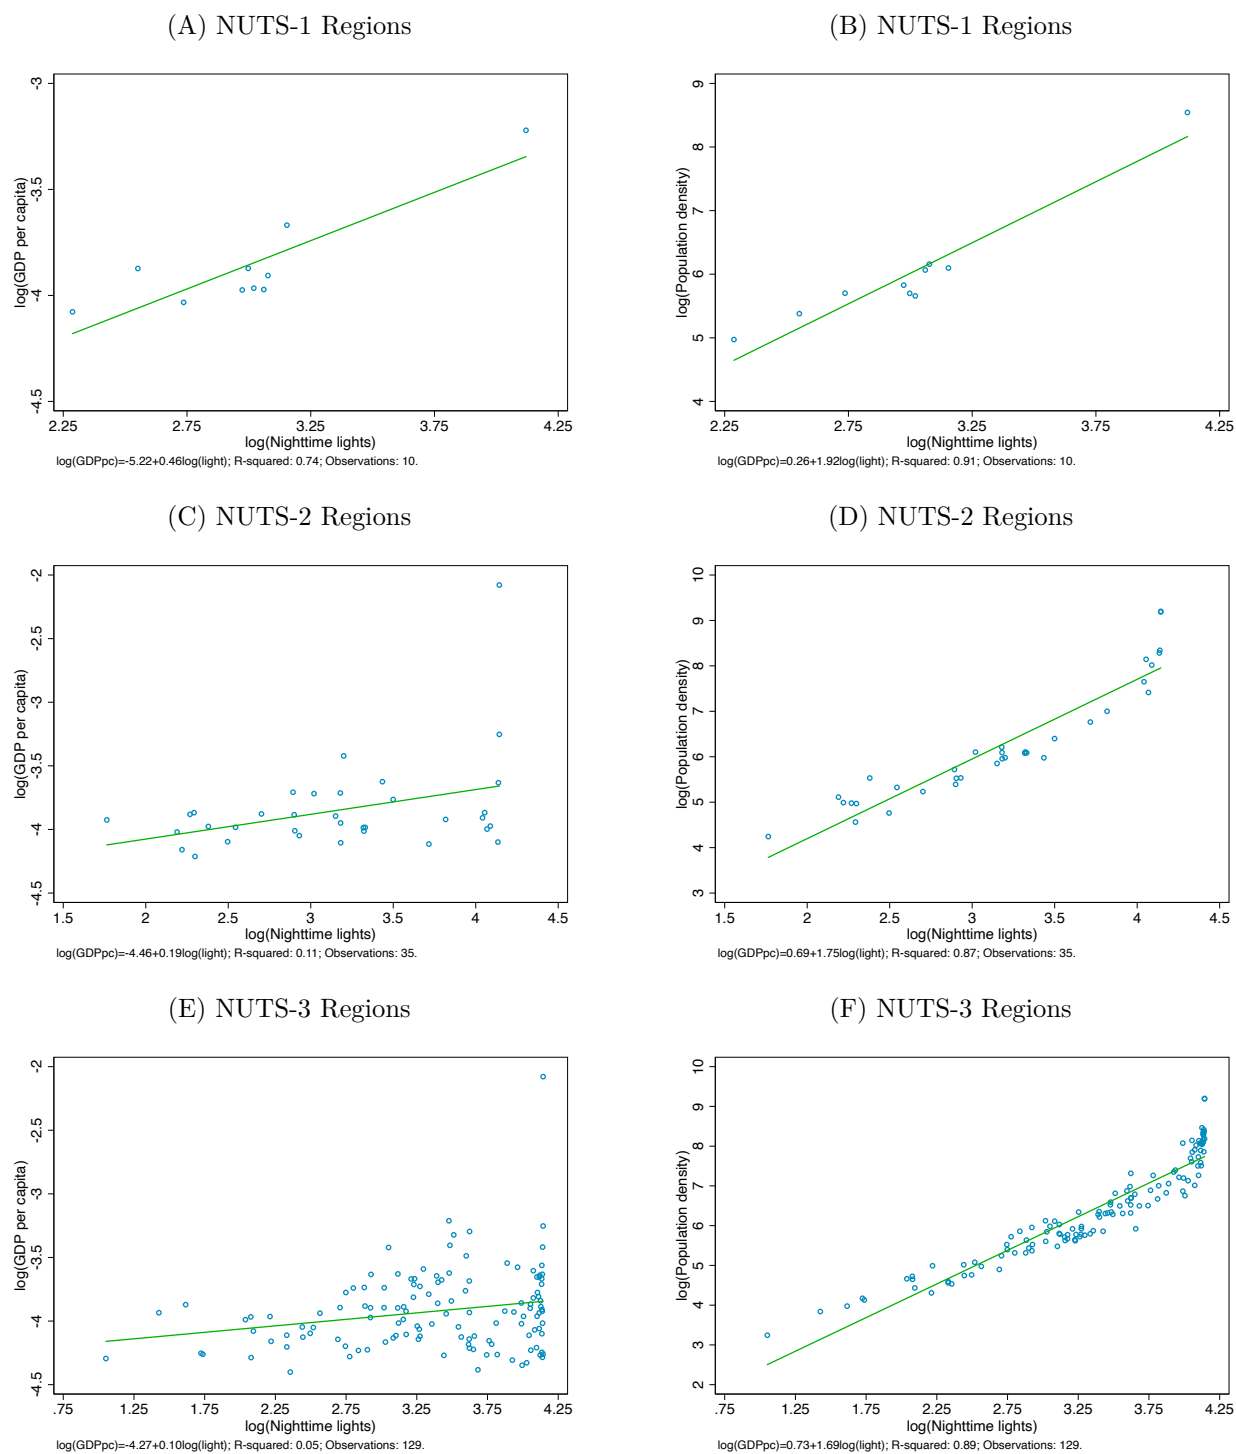 (A) NUTS-1 Regions
log(GDP per capita)
-3
-3.5
-4
-4.5
2.25 2.75 3.25 3.75 4.25
log(Nighttime lights)
log(GDPpc)=-5.22+0.46log(light); R-squared: 0.74; Observations: 10.
(B) NUTS-1 Regions
log(Population density)
9
8
7
6
5
4
2.25 2.75 3.25 3.75 4.25
log(Nighttime lights)
log(GDPpc)=0.26+1.92log(light); R-squared: 0.91; Observations: 10.
(C) NUTS-2 Regions
log(GDP per capita)
-2
-2.5
-3
-3.5
-4
-4.5
1.5 2 2.5 3 3.5 4 4.5
log(Nighttime lights)
log(GDPpc)=-4.46+0.19log(light); R-squared: 0.11; Observations: 35.
(D) NUTS-2 Regions
log(Population density)
10
9
8
7
6
5
4
3
1.5 2 2.5 3 3.5 4 4.5
log(Nighttime lights)
log(GDPpc)=0.69+1.75log(light); R-squared: 0.87; Observations: 35.
(E) NUTS-3 Regions
log(GDP per capita)
-2
-2.5
-3
-3.5
-4
-4.5
.75 1.25 1.75 2.25 2.75 3.25 3.75 4.25
log(Nighttime lights)
log(GDPpc)=-4.27+0.10log(light); R-squared: 0.05; Observations: 129.
(F) NUTS-3 Regions
log(Population density)
10
9
8
7
6
5
4
3
2
.75 1.25 1.75 2.25 2.75 3.25 3.75 4.25
log(Nighttime lights)
log(GDPpc)=0.73+1.69log(light); R-squared: 0.89; Observations: 129.